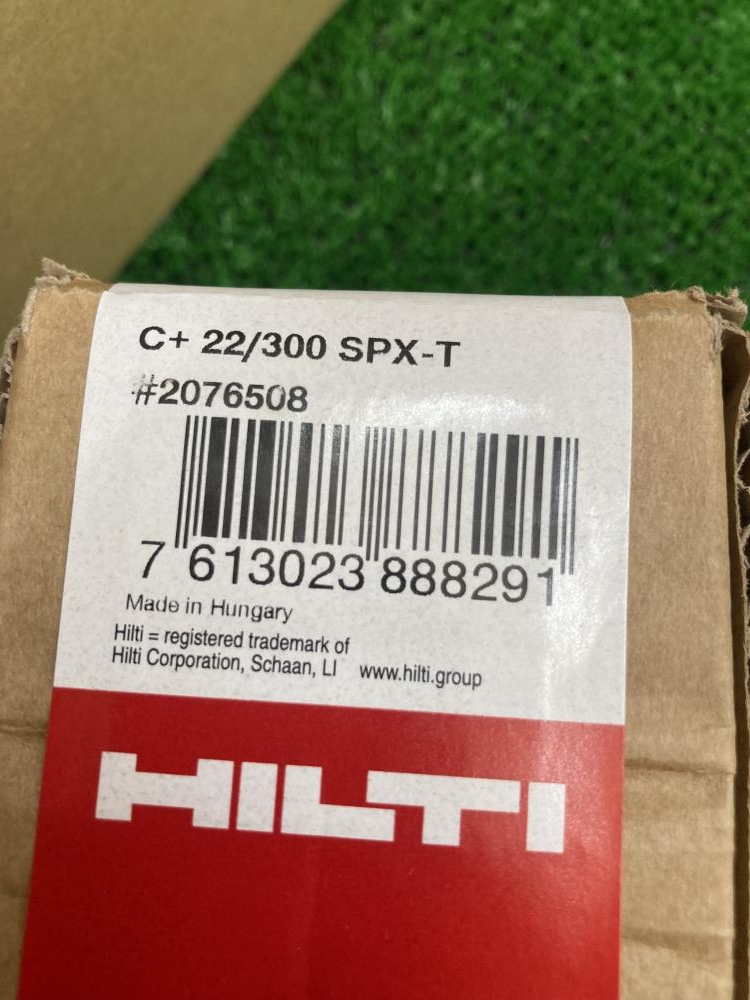 C+ 22/300 SPX-T
#2076508
7 613023 888291
Made in Hungary
Hilti = registered trademark of
Hilti Corporation, Schaan, LI www.hilti.group
HILTI